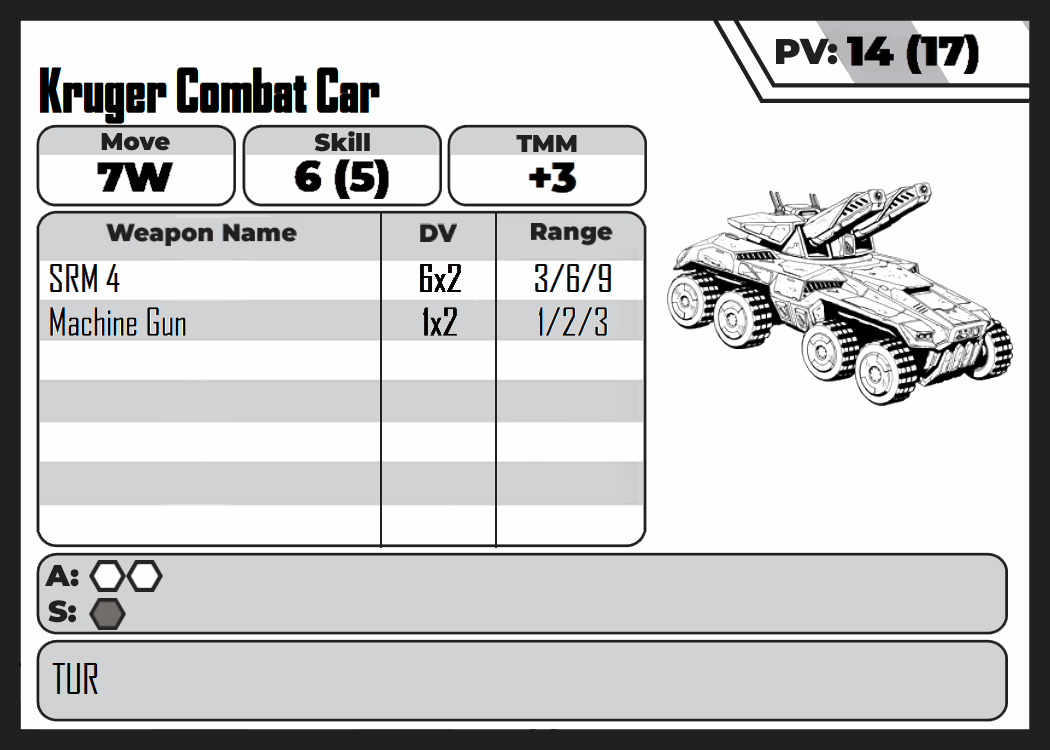 PV: 14 (17)
Kruger Combat Car
Move Skill TMM
7W 6 (5) +3
Weapon Name DV Range
SRM 4 6x2 3/6/9
Machine Gun 1x2 1/2/3
A:
S:
TUR